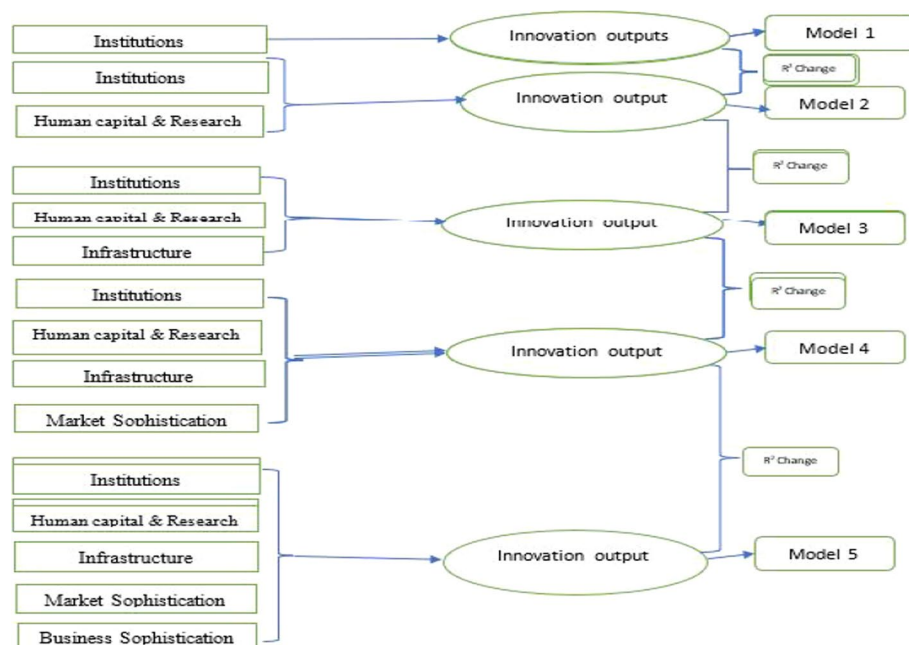 Institutions
Innovation outputs
Model 1
R² Change
Institutions
Human capital & Research
Innovation output
Model 2
R² Change
Institutions
Human capital & Research
Infrastructure
Innovation output
Model 3
R² Change
Institutions
Human capital & Research
Infrastructure
Market Sophistication
Innovation output
Model 4
R² Change
Institutions
Human capital & Research
Infrastructure
Market Sophistication
Business Sophistication
Innovation output
Model 5